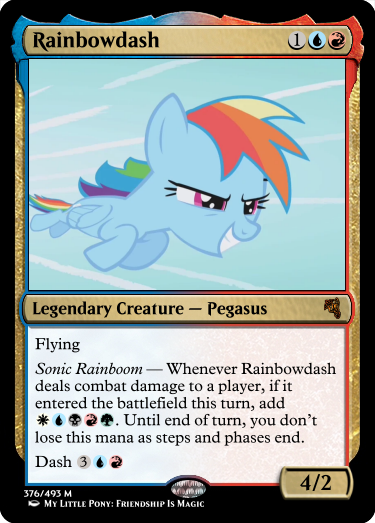 Rainbowdash 1
Legendary Creature — Pegasus
Flying
Sonic Rainboom — Whenever Rainbowdash
deals combat damage to a player, if it
entered the battlefield this turn, add
. Until end of turn, you don't
lose this mana as steps and phases end.
Dash 3
4/2
376/493 M
My Little Pony: Friendship Is Magic